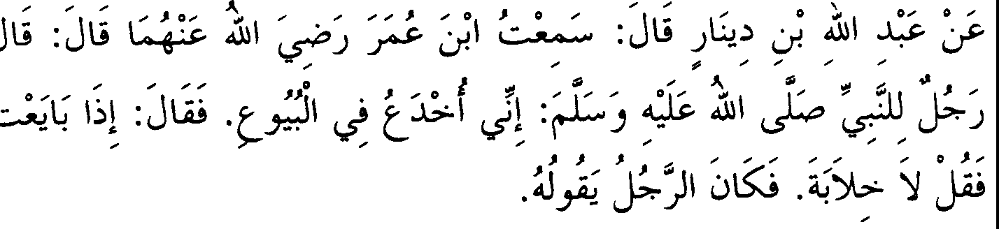 عَنْ عَبْدِ اللهِ بْنِ دِينَارٍ قَالَ: سَمِعْتُ ابْنَ عُمَرَ رَضِيَ اللهُ عَنْهُمَا قَالَ: قَال
رَجُلٌ لِلنَّبِيِّ صَلَّى اللهُ عَلَيْهِ وَسَلَّمَ: إِنِّي أُخْدَعُ فِي الْبُيُوعِ. فَقَالَ: إِذَا بَايَعْت
فَقُلْ لاَ خِلاَبَةَ. فَكَانَ الرَّجُلُ يَقُولُهُ.